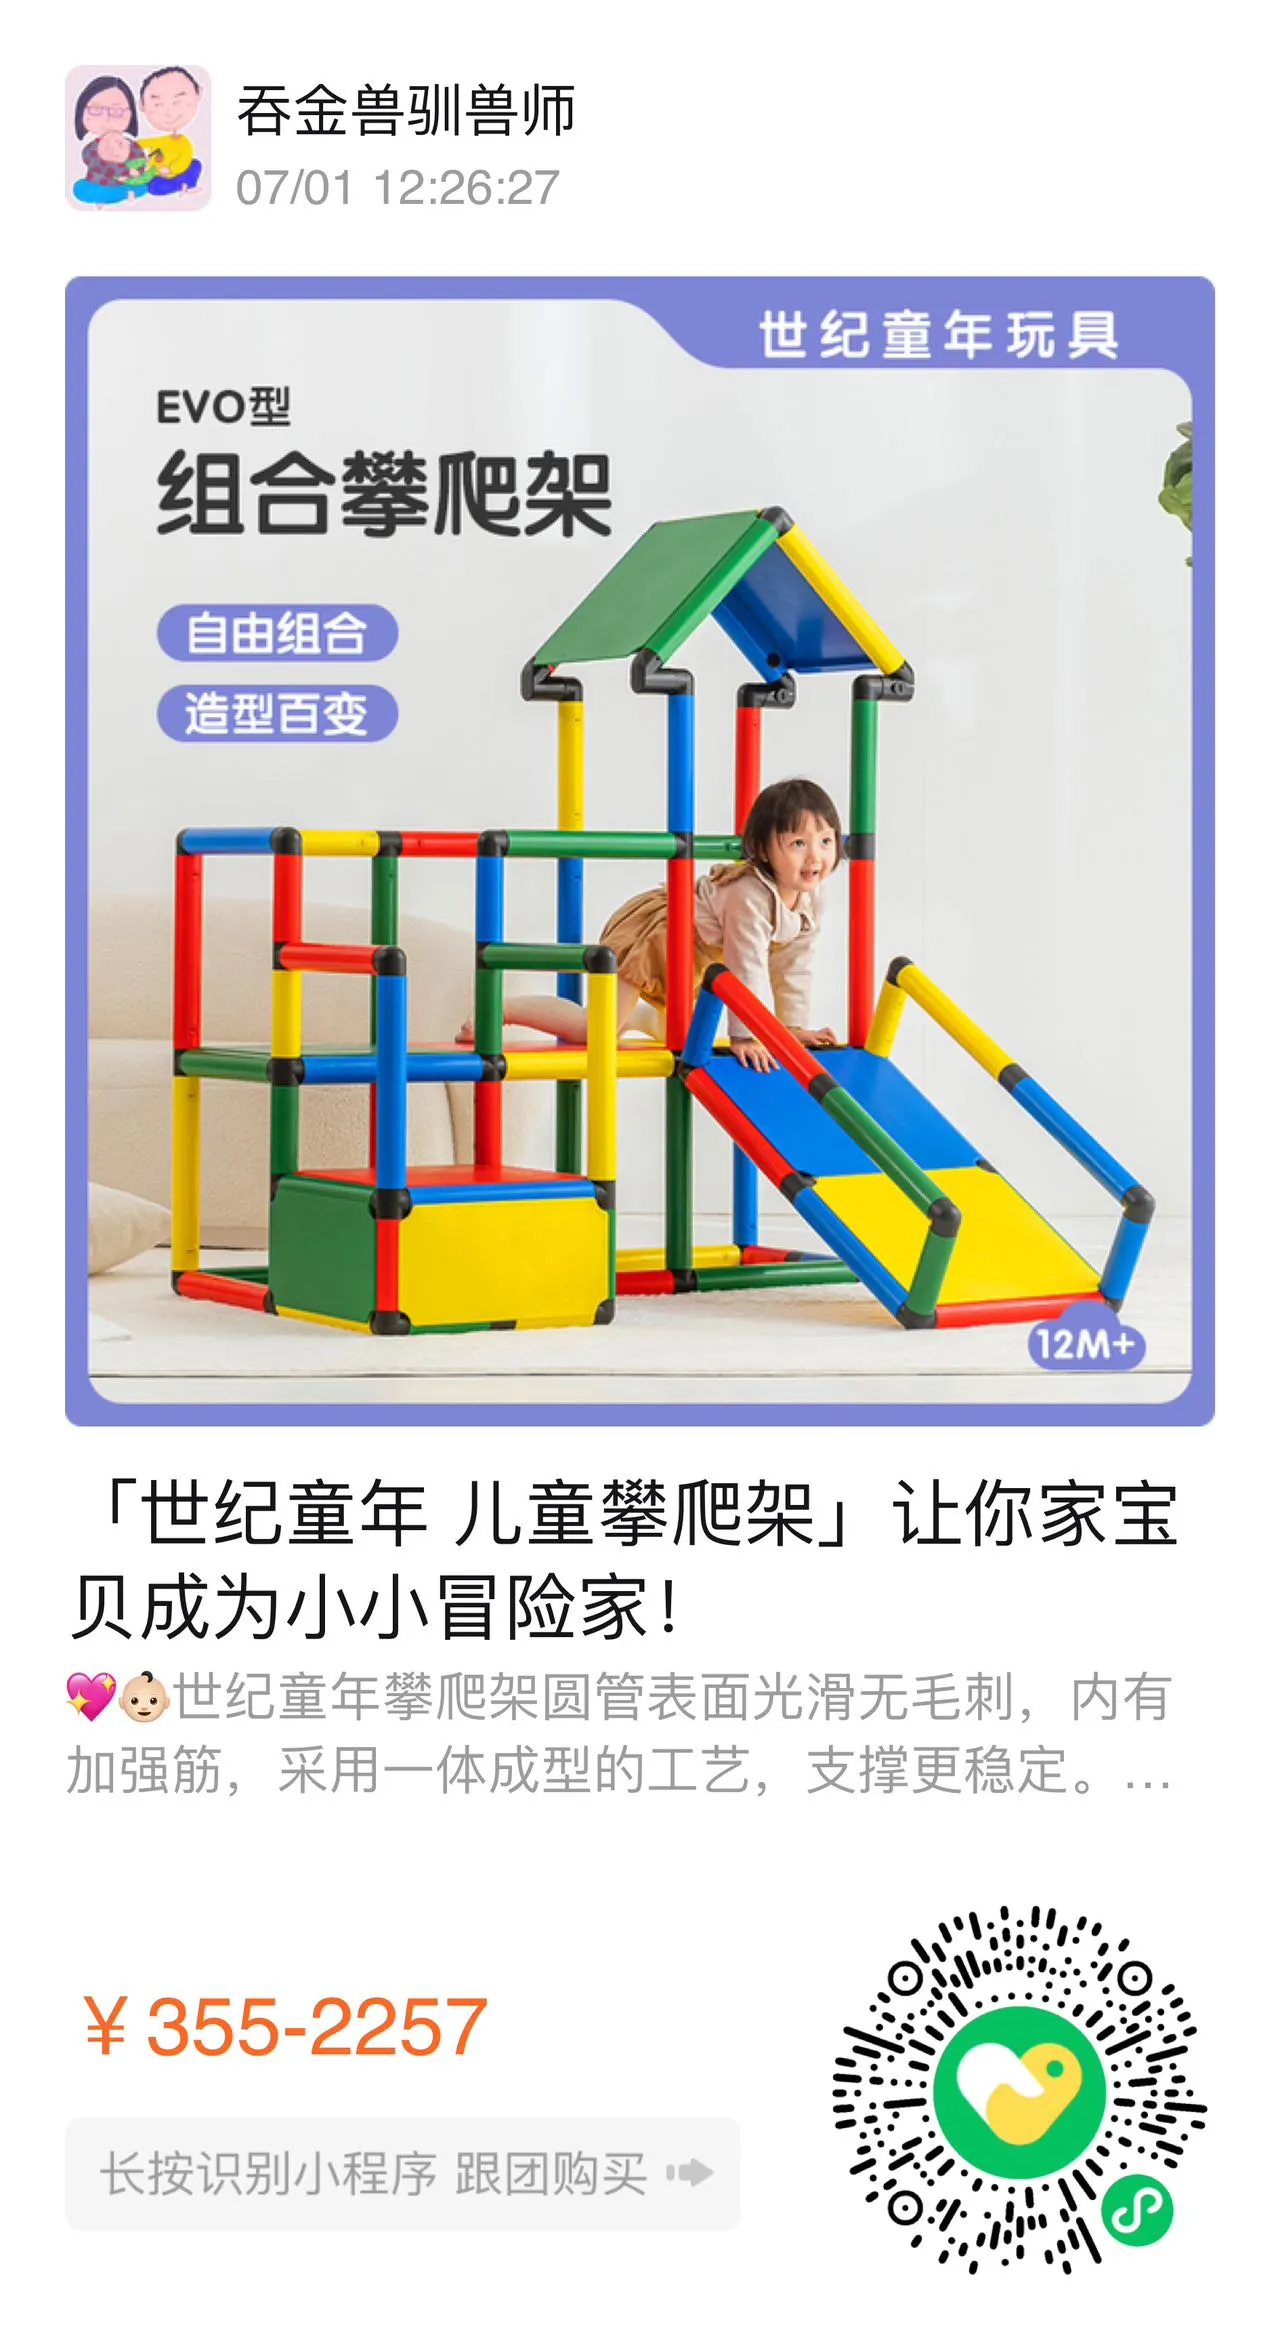 吞金兽驯兽师
07/01 12:26:27
世纪童年玩具
EVO型
组合攀爬架
自由组合
造型百变
12M+
「世纪童年 儿童攀爬架」让你家宝
贝成为小小冒险家！
💖👶🏻世纪童年攀爬架圆管表面光滑无毛刺，内有
加强筋，采用一体成型的工艺，支撑更稳定。...
¥355-2257
长按识别小程序 跟团购买